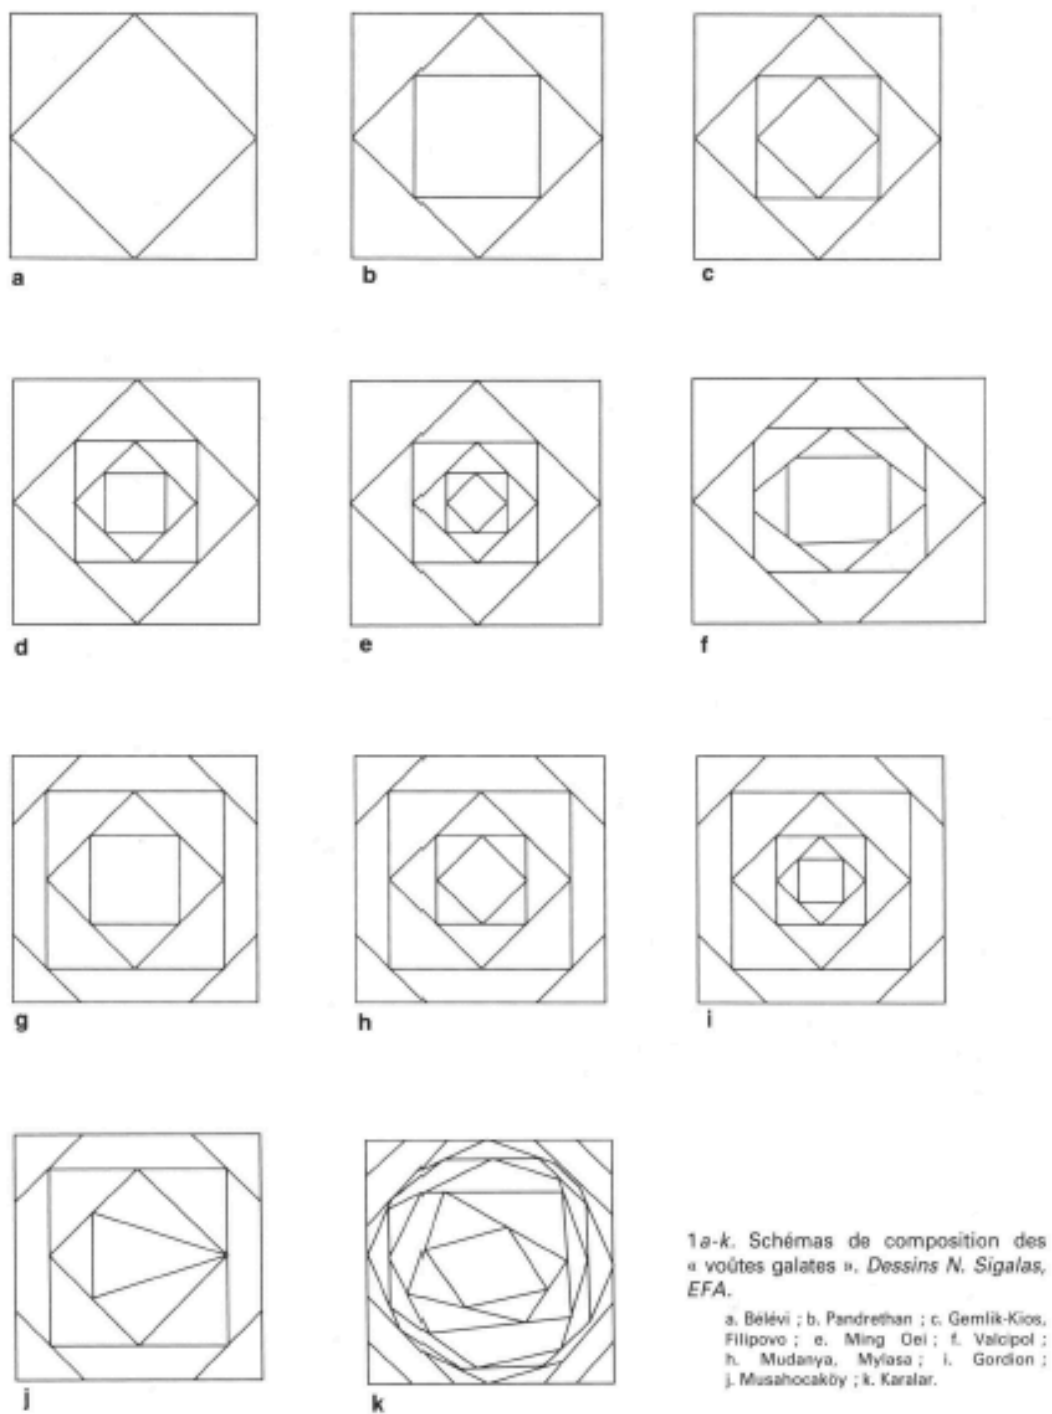 a
b
c
d
e
f
g
h
i
j
k
1a-k. Schémas de composition des
« voûtes galates ». Dessins N. Sigalas,
EFA.
a. Bélévi ; b. Pandrethan ; c. Gemlik-Kios,
Filipovo ; e. Ming Oei ; f. Valcipol ;
h. Mudanya, Mylasa ; i. Gordion ;
j. Musahocaköy ; k. Karalar.